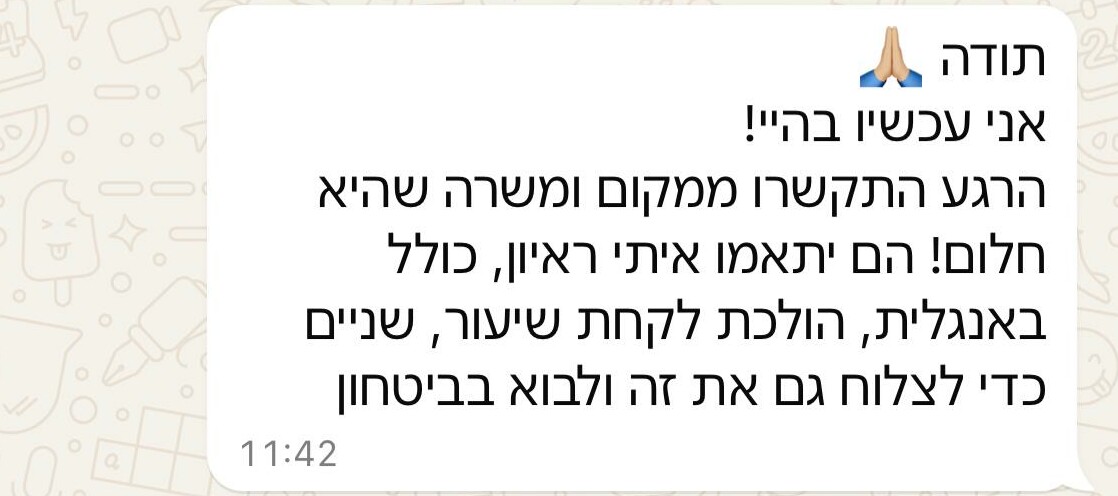 תודה 🙏🏼
אני עכשיו בהיי!
הרגע התקשרו ממקום ומשרה שהיא
חלום! הם יתאמו איתי ראיון, כולל
באנגלית, הולכת לקחת שיעור, שניים
כדי לצלוח גם את זה ולבוא בביטחון
11:42